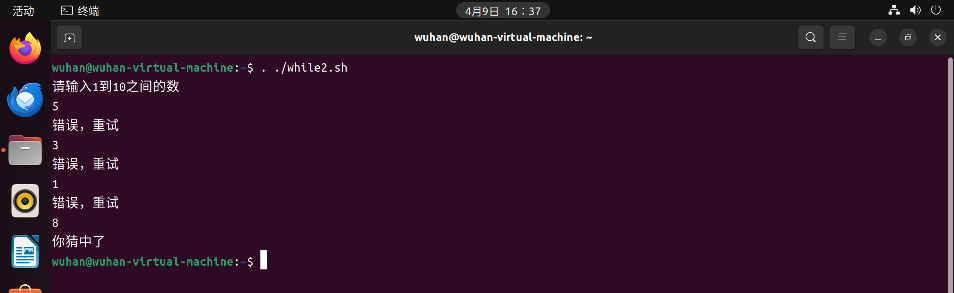 活动 终端 4月9日 16：37
wuhan@wuhan-virtual-machine: ~
wuhan@wuhan-virtual-machine:~$ . ./while2.sh
请输入1到10之间的数
5
错误，重试
3
错误，重试
1
错误，重试
8
你猜中了
wuhan@wuhan-virtual-machine:~$